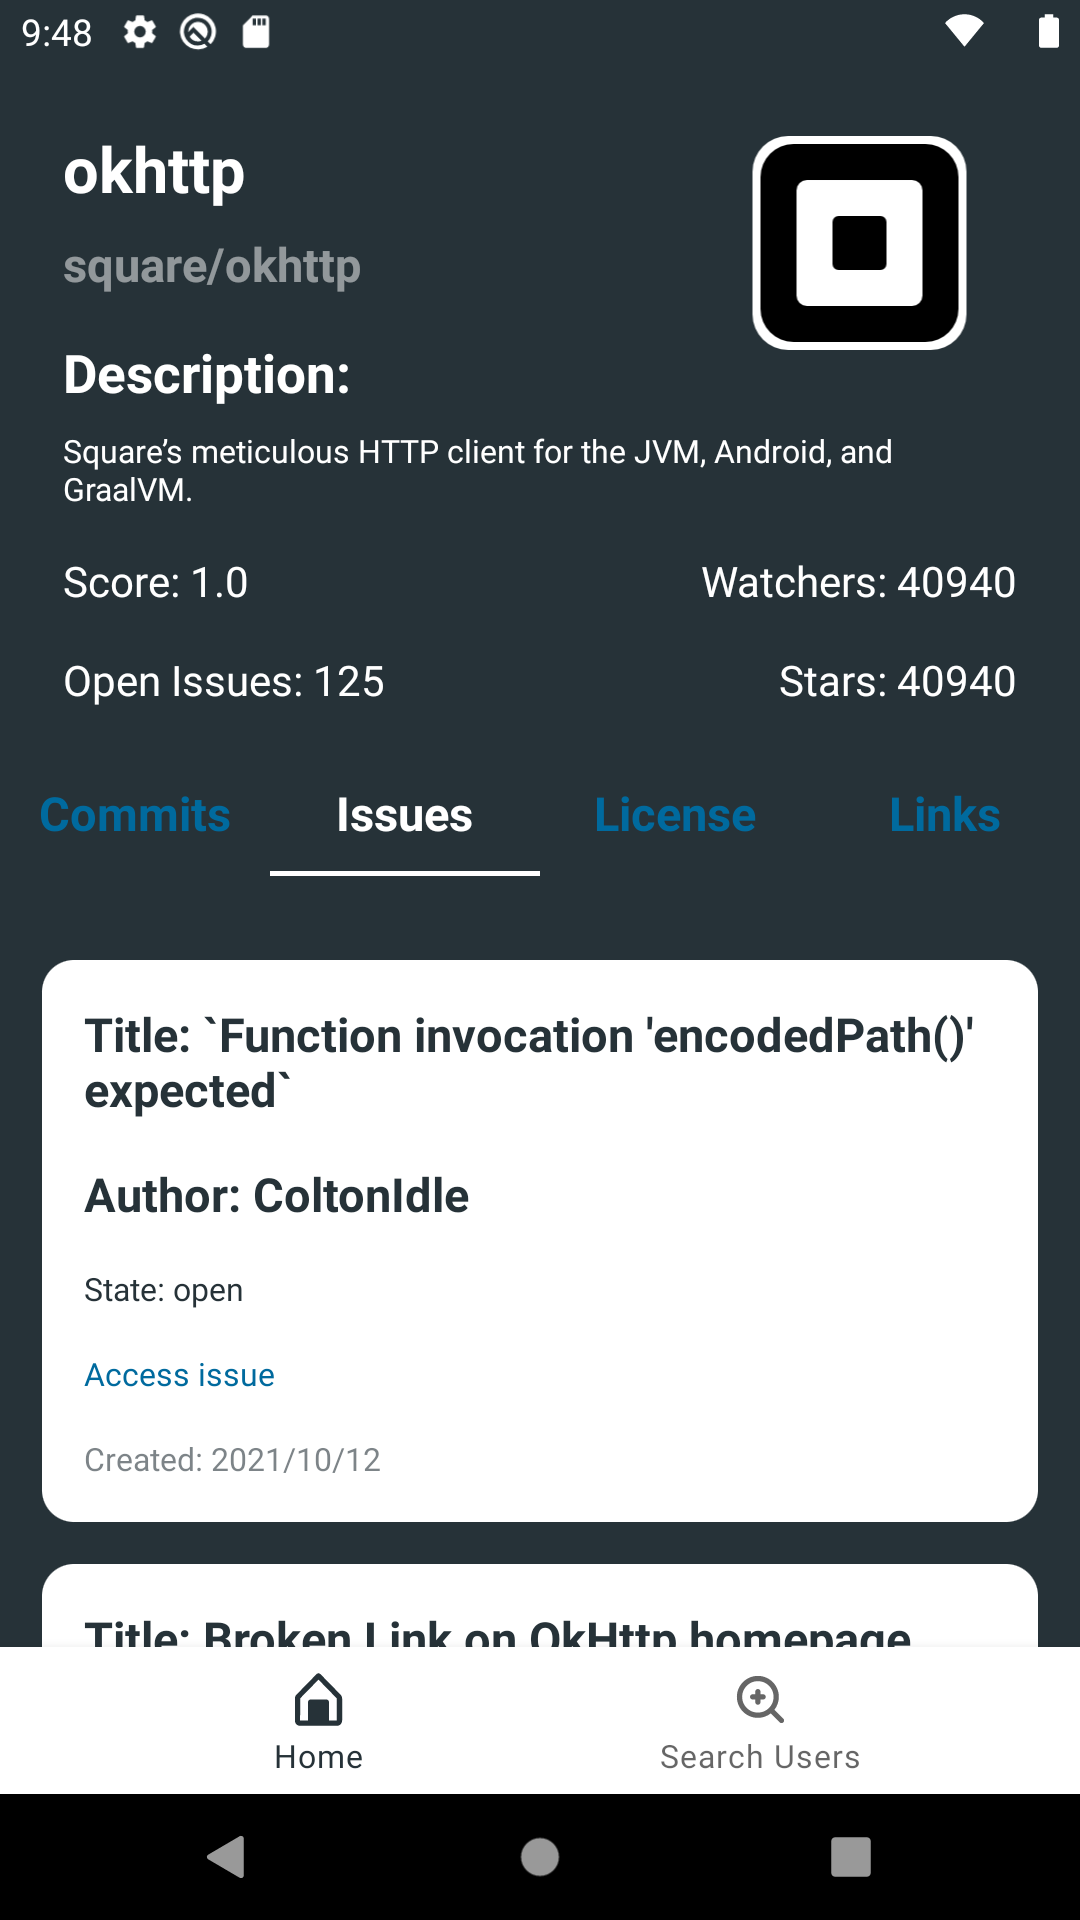 9:48
okhttp
square/okhttp
Description:
Square’s meticulous HTTP client for the JVM, Android, and
GraalVM.
Score: 1.0
Watchers: 40940
Open Issues: 125
Stars: 40940
Commits
Issues
License
Links
Title: `Function invocation 'encodedPath()'
expected`
Author: ColtonIdle
State: open
Access issue
Created: 2021/10/12
Title: Broken Link on OkHttp homepage
Home
Search Users